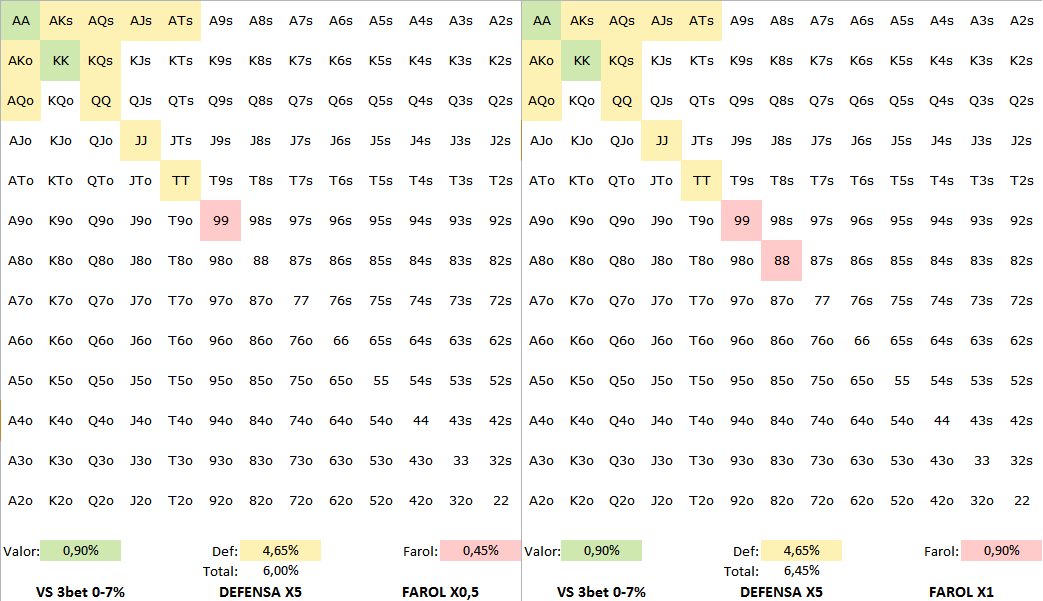 AA AKs AQs AJs ATs A9s A8s A7s A6s A5s A4s A3s A2s AA AKs AQs AJs ATs A9s A8s A7s A6s A5s A4s A3s A2s
AKo KK KQs KJs KTs K9s K8s K7s K6s K5s K4s K3s K2s AKo KK KQs KJs KTs K9s K8s K7s K6s K5s K4s K3s K2s
AQo KQo QQ QJs QTs Q9s Q8s Q7s Q6s Q5s Q4s Q3s Q2s AQo KQo QQ QJs QTs Q9s Q8s Q7s Q6s Q5s Q4s Q3s Q2s
AJo KJo QJo JJ JTs J9s J8s J7s J6s J5s J4s J3s J2s AJo KJo QJo JJ JTs J9s J8s J7s J6s J5s J4s J3s J2s
ATo KTo QTo JTo TT T9s T8s T7s T6s T5s T4s T3s T2s ATo KTo QTo JTo TT T9s T8s T7s T6s T5s T4s T3s T2s
A9o K9o Q9o J9o T9o 99 98s 97s 96s 95s 94s 93s 92s A9o K9o Q9o J9o T9o 99 98s 97s 96s 95s 94s 93s 92s
A8o K8o Q8o J8o T8o 98o 88 87s 86s 85s 84s 83s 82s A8o K8o Q8o J8o T8o 98o 88 87s 86s 85s 84s 83s 82s
A7o K7o Q7o J7o T7o 97o 87o 77 76s 75s 74s 73s 72s A7o K7o Q7o J7o T7o 97o 87o 77 76s 75s 74s 73s 72s
A6o K6o Q6o J6o T6o 96o 86o 76o 66 65s 64s 63s 62s A6o K6o Q6o J6o T6o 96o 86o 76o 66 65s 64s 63s 62s
A5o K5o Q5o J5o T5o 95o 85o 75o 65o 55 54s 53s 52s A5o K5o Q5o J5o T5o 95o 85o 75o 65o 55 54s 53s 52s
A4o K4o Q4o J4o T4o 94o 84o 74o 64o 54o 44 43s 42s A4o K4o Q4o J4o T4o 94o 84o 74o 64o 54o 44 43s 42s
A3o K3o Q3o J3o T3o 93o 83o 73o 63o 53o 43o 33 32s A3o K3o Q3o J3o T3o 93o 83o 73o 63o 53o 43o 33 32s
A2o K2o Q2o J2o T2o 92o 82o 72o 62o 52o 42o 32o 22 A2o K2o Q2o J2o T2o 92o 82o 72o 62o 52o 42o 32o 22
Valor: 0,90% Def: 4,65% Farol: 0,45% Valor: 0,90% Def: 4,65% Farol: 0,90%
Total: 6,00% Total: 6,45%
VS 3bet 0-7% DEFENSA X5 FAROL X0,5 VS 3bet 0-7% DEFENSA X5 FAROL X1